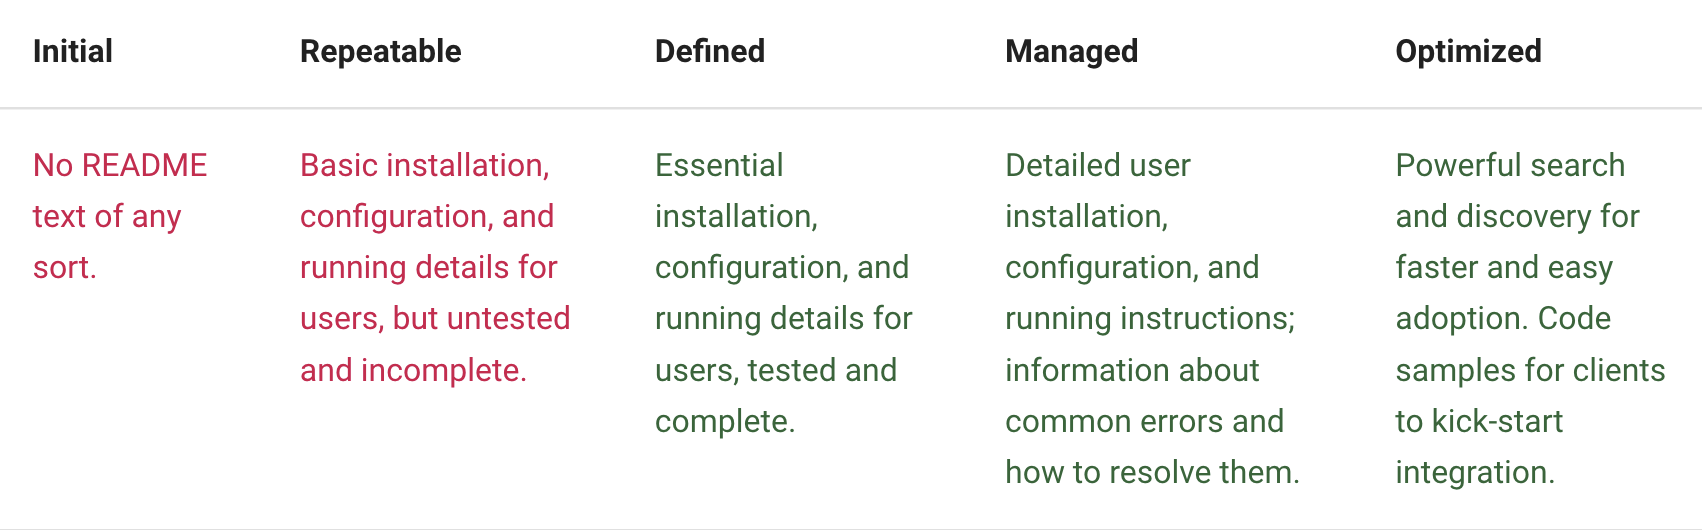 Initial
Repeatable
Defined
Managed
Optimized
No README
text of any
sort.
Basic installation,
configuration, and
running details for
users, but untested
and incomplete.
Essential
installation,
configuration, and
running details for
users, tested and
complete.
Detailed user
installation,
configuration, and
running instructions;
information about
common errors and
how to resolve them.
Powerful search
and discovery for
faster and easy
adoption. Code
samples for clients
to kick-start
integration.